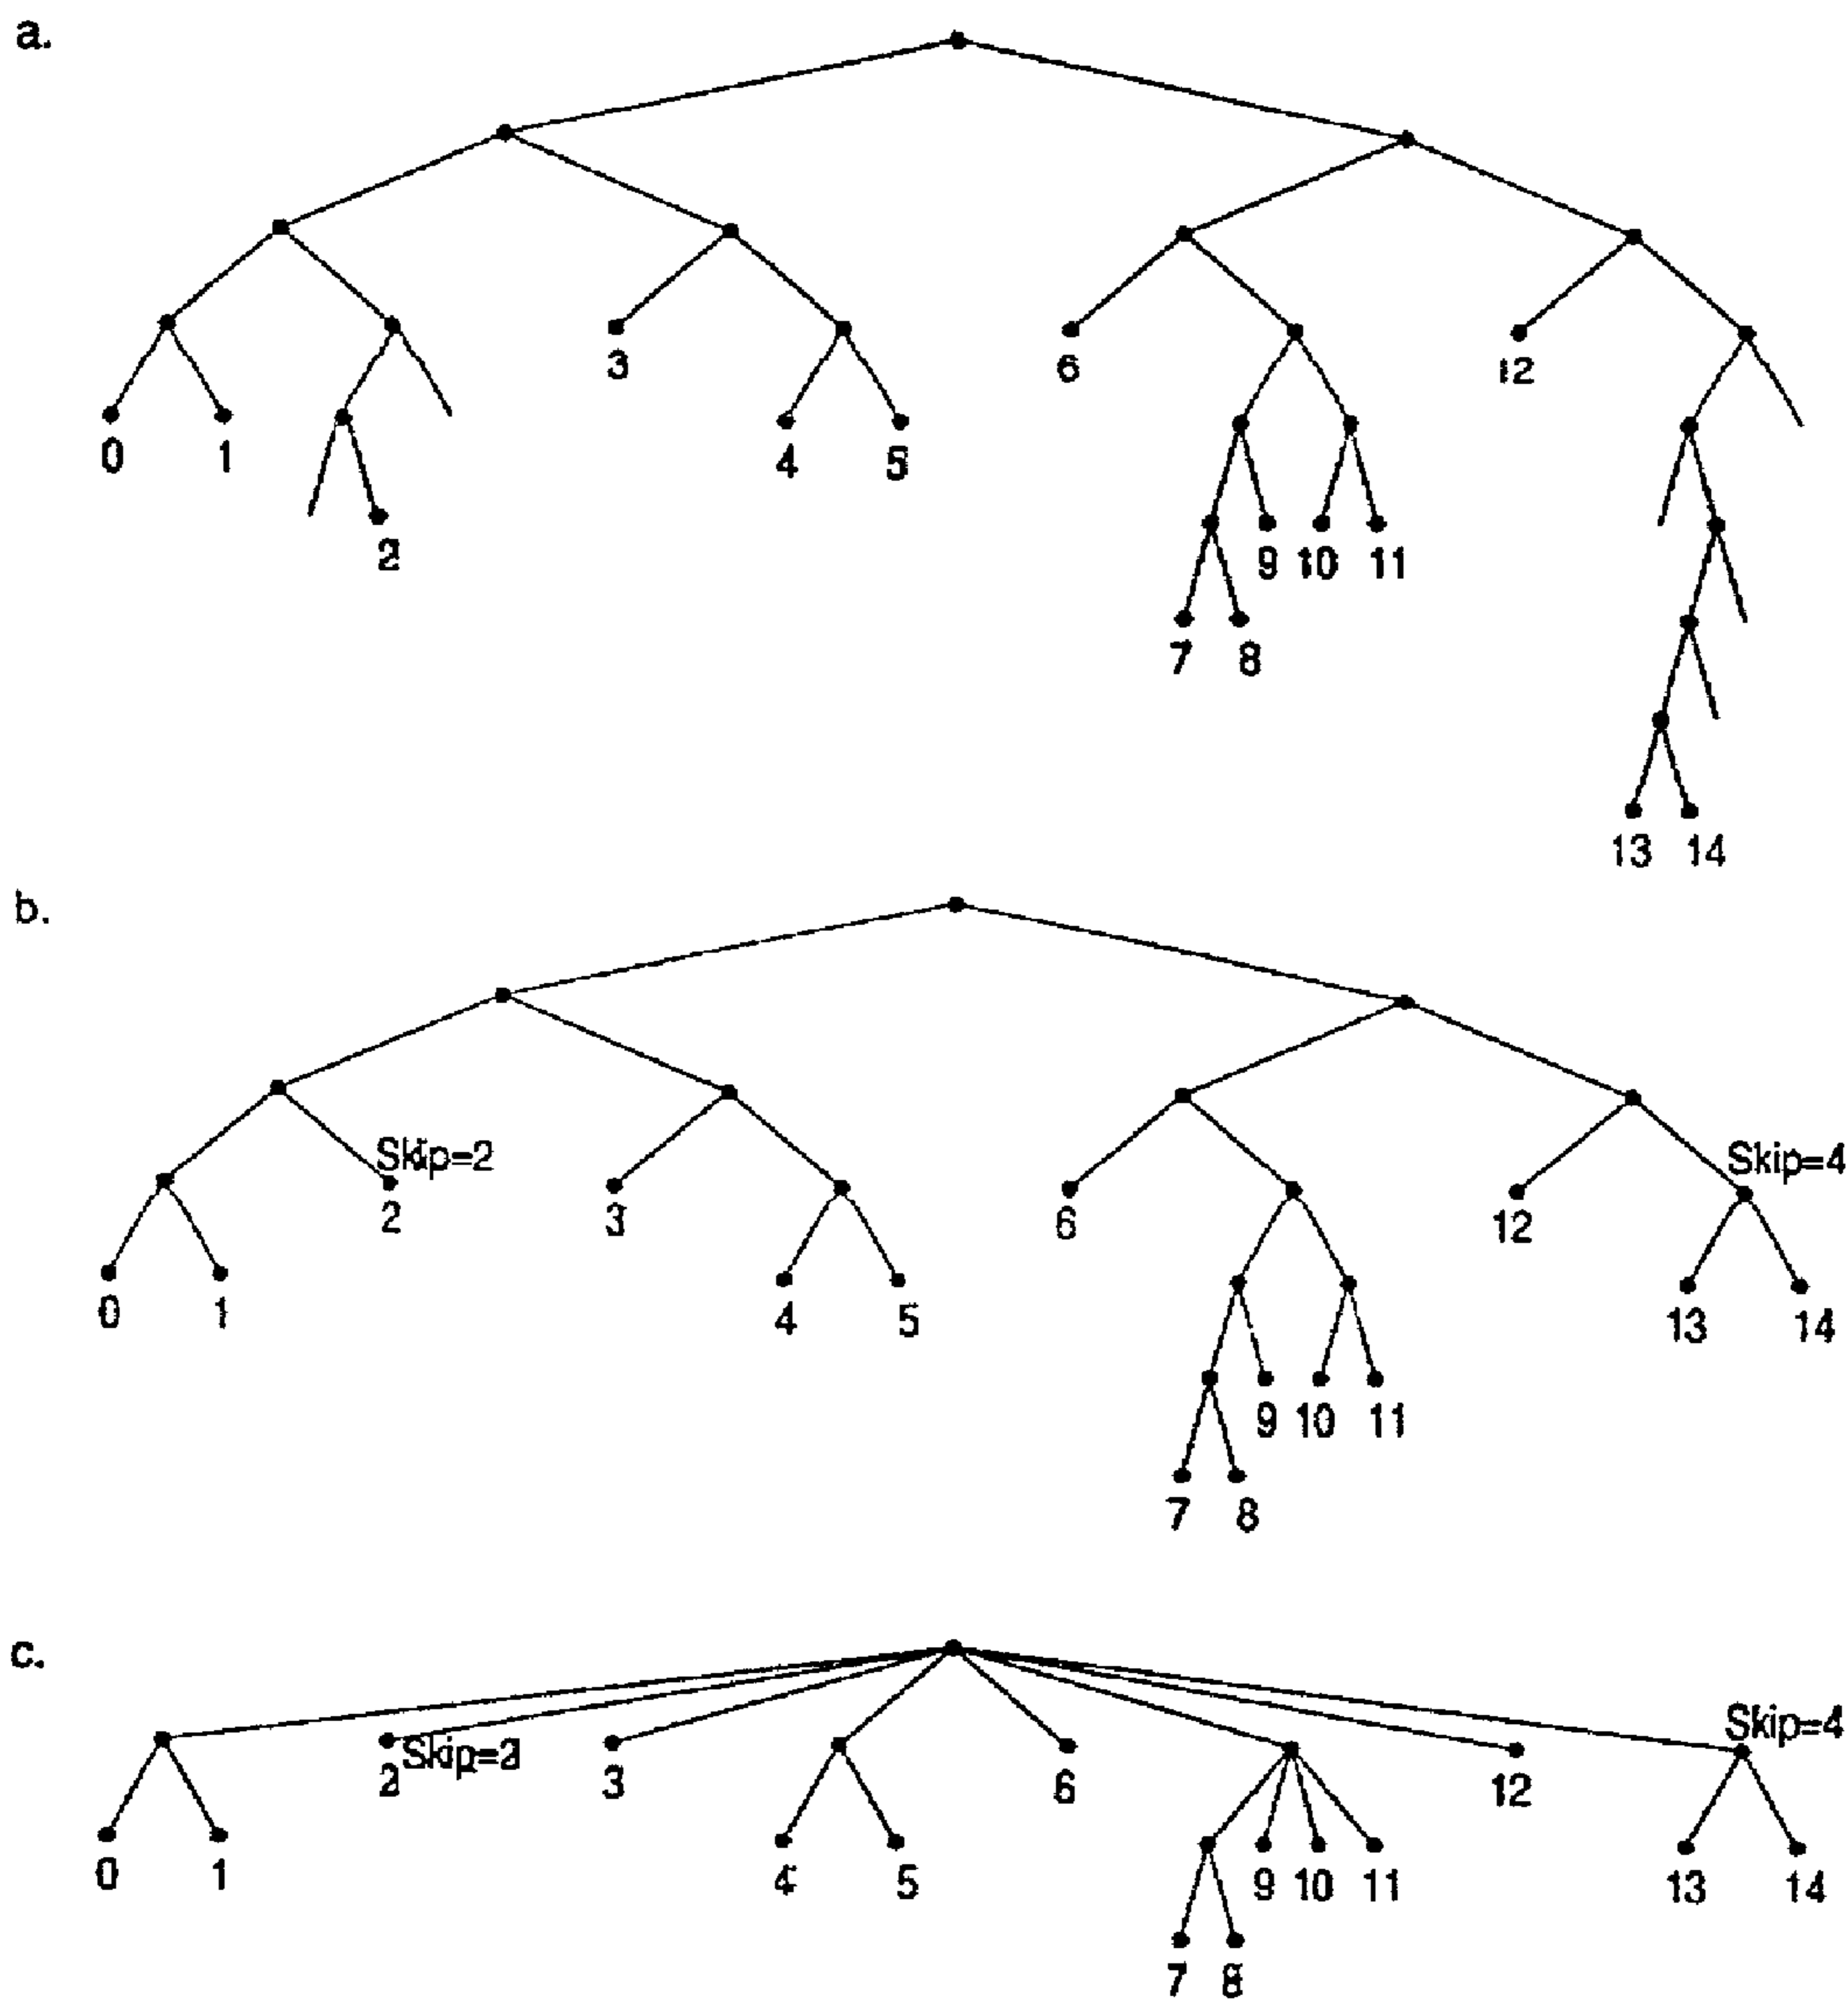 a.
3 6 12
0 1 4 5
2 9 10 11
7 8
13 14
b.
Skip=2 Skip=4
2 3 6 12
0 1 4 5 13 14
9 10 11
7 8
c.
Skip=4
2 Skip=2 3 6 12
0 1 4 5 9 10 11 13 14
7 8